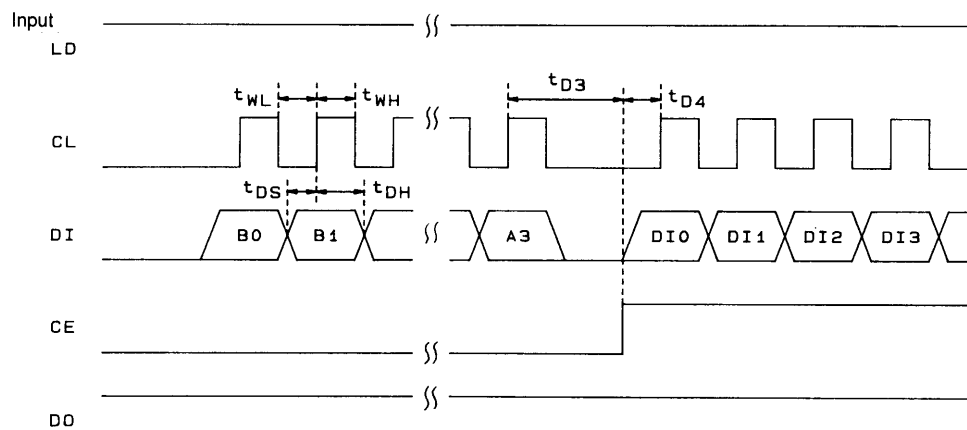 Input
LD
tWL tWH tD3 tD4
CL
tDS tDH
DI B0 B1 A3 DI0 DI1 DI2 DI3
CE
DO